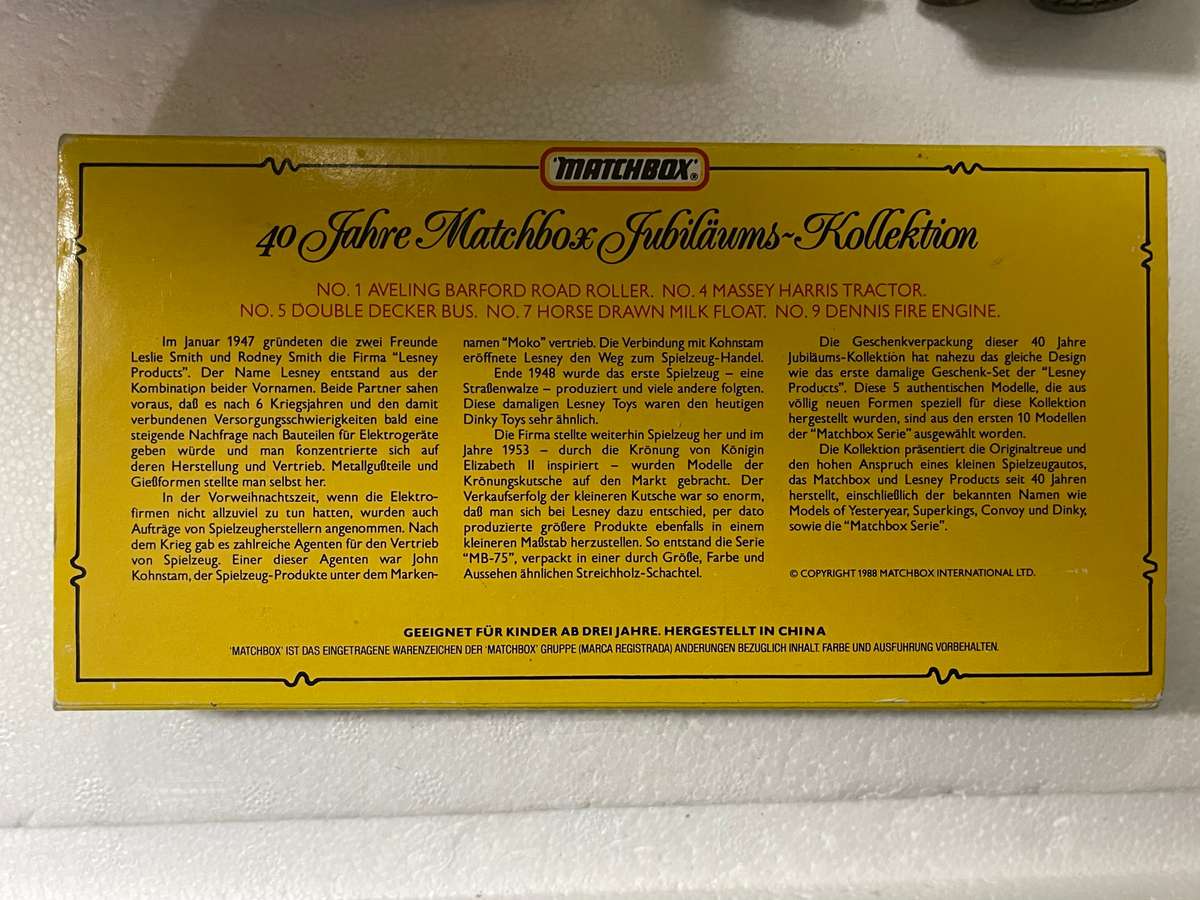 "MATCHBOX"®
40 Jahre Matchbox Jubiläums-Kollektion
NO. 1 AVELING BARFORD ROAD ROLLER. NO. 4 MASSEY HARRIS TRACTOR.
NO. 5 DOUBLE DECKER BUS. NO. 7 HORSE DRAWN MILK FLOAT. NO. 9 DENNIS FIRE ENGINE.
Im Januar 1947 gründeten die zwei Freunde
Leslie Smith und Rodney Smith die Firma "Lesney
Products". Der Name Lesney entstand aus der
Kombination beider Vornamen. Beide Partner sahen
voraus, daß es nach 6 Kriegsjahren und den damit
verbundenen Versorgungsschwierigkeiten bald eine
steigende Nachfrage nach Bauteilen für Elektrogeräte
geben würde und man konzentrierte sich auf
deren Herstellung und Vertrieb. Metallgußteile und
Gießformen stellte man selbst her.
In der Vorweihnachtszeit, wenn die Elektro-
firmen nicht allzuviel zu tun hatten, wurden auch
Aufträge von Spielzeugherstellern angenommen. Nach
dem Krieg gab es zahlreiche Agenten für den Vertrieb
von Spielzeug. Einer dieser Agenten war John
Kohnstam, der Spielzeug-Produkte unter dem Marken-
namen "Moko" vertrieb. Die Verbindung mit Kohnstam
eröffnete Lesney den Weg zum Spielzeug-Handel.
Ende 1948 wurde das erste Spielzeug – eine
Straßenwalze – produziert und viele andere folgten.
Diese damaligen Lesney Toys waren den heutigen
Dinky Toys sehr ähnlich.
Die Firma stellte weiterhin Spielzeug her und im
Jahre 1953 – durch die Krönung von Königin
Elizabeth II inspiriert – wurden Modelle der
Krönungskutsche auf den Markt gebracht. Der
Verkaufserfolg der kleineren Kutsche war so enorm,
daß man sich bei Lesney dazu entschied, per dato
produzierte größere Produkte ebenfalls in einem
kleineren Maßstab herzustellen. So entstand die Serie
"MB-75", verpackt in einer durch Größe, Farbe und
Aussehen ähnlichen Streichholz-Schachtel.
Die Geschenkverpackung dieser 40 Jahre
Jubiläums-Kollektion hat nahezu das gleiche Design
wie das erste damalige Geschenk-Set der "Lesney
Products". Diese 5 authentischen Modelle, die aus
völlig neuen Formen speziell für diese Kollektion
hergestellt wurden, sind aus den ersten 10 Modellen
der "Matchbox Serie" ausgewählt worden.
Die Kollektion präsentiert die Originaltreue und
den hohen Anspruch eines kleinen Spielzeugautos,
das Matchbox und Lesney Products seit 40 Jahren
herstellt, einschließlich der bekannten Namen wie
Models of Yesteryear, Superkings, Convoy und Dinky,
sowie die "Matchbox Serie".
© COPYRIGHT 1988 MATCHBOX INTERNATIONAL LTD.
GEEIGNET FÜR KINDER AB DREI JAHRE. HERGESTELLT IN CHINA
'MATCHBOX' IST DAS EINGETRAGENE WARENZEICHEN DER 'MATCHBOX' GRUPPE (MARCA REGISTRADA) ANDERUNGEN BEZUGLICH INHALT. FARBE UND AUSFUHRUNG VORBEHALTEN.